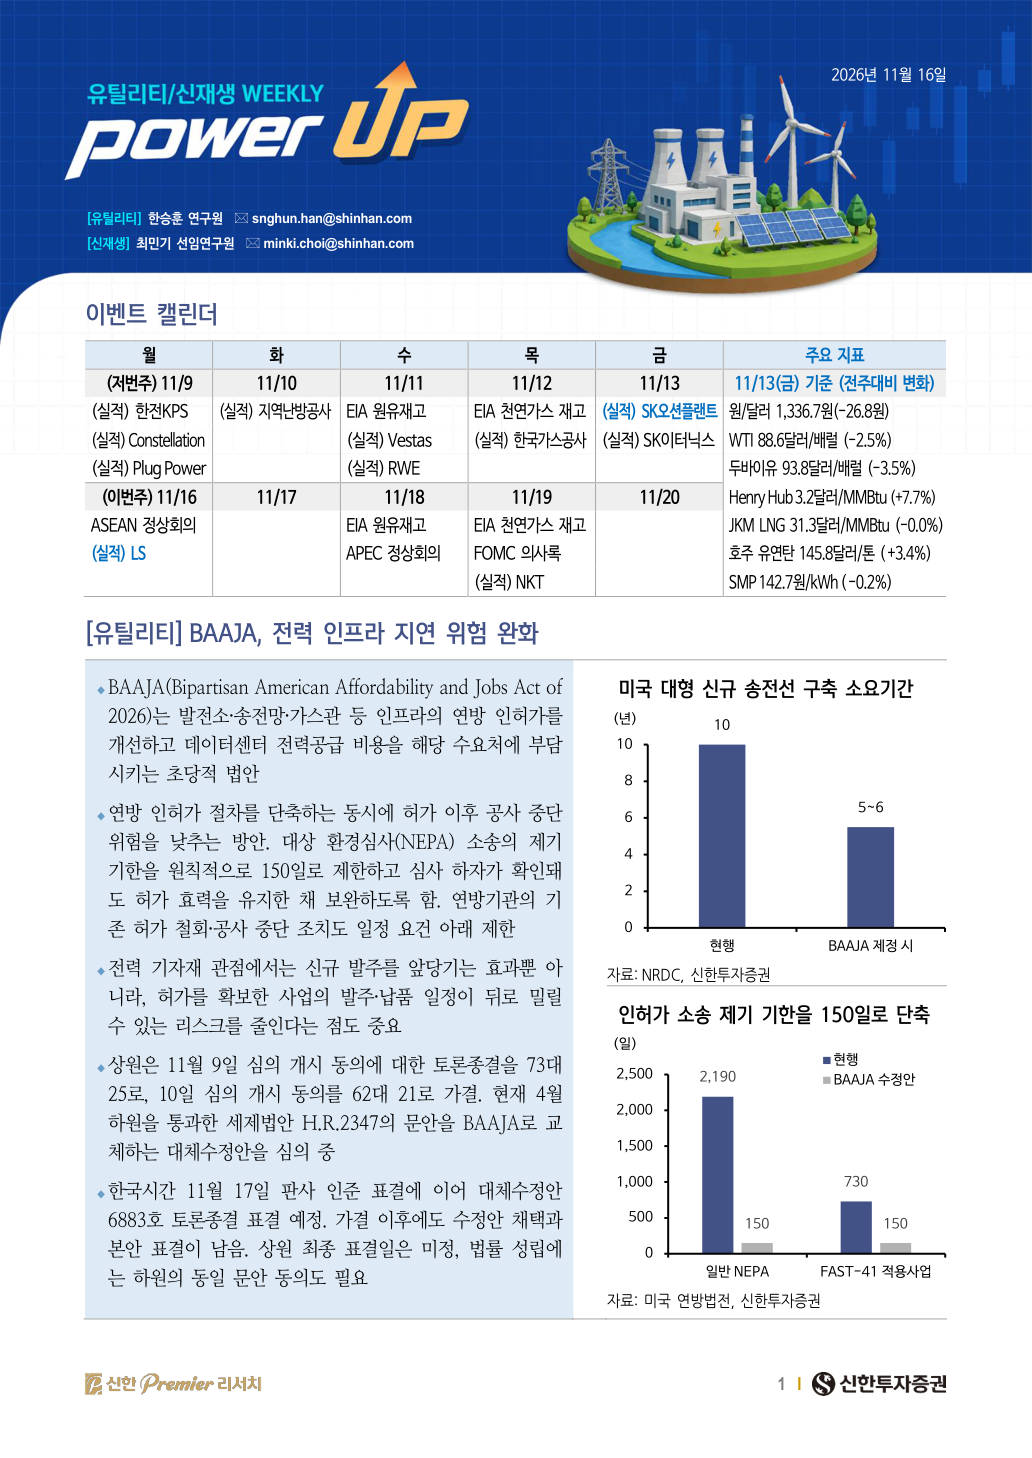 2026년 11월 16일
유틸리티/신재생 WEEKLY
power UP
[유틸리티] 한승훈 연구원 snghun.han@shinhan.com
[신재생] 최민기 선임연구원 minki.choi@shinhan.com
이벤트 캘린더
월 화 수 목 금 주요 지표
(저번주) 11/9 11/10 11/11 11/12 11/13 11/13(금) 기준 (전주대비 변화)
(실적) 한전KPS (실적) 지역난방공사 EIA 원유재고 EIA 천연가스 재고 (실적) SK오션플랜트 원/달러 1,336.7원(-26.8원)
(실적) Constellation (실적) Vestas (실적) 한국가스공사 (실적) SK이터닉스 WTI 88.6달러/배럴 (-2.5%)
(실적) Plug Power (실적) RWE 두바이유 93.8달러/배럴 (-3.5%)
(이번주) 11/16 11/17 11/18 11/19 11/20 Henry Hub 3.2달러/MMBtu (+7.7%)
ASEAN 정상회의 EIA 원유재고 EIA 천연가스 재고 JKM LNG 31.3달러/MMBtu (-0.0%)
(실적) LS APEC 정상회의 FOMC 의사록 호주 유연탄 145.8달러/톤 (+3.4%)
(실적) NKT SMP 142.7원/kWh (-0.2%)
[유틸리티] BAAJA, 전력 인프라 지연 위험 완화
◆BAAJA(Bipartisan American Affordability and Jobs Act of
2026)는 발전소·송전망·가스관 등 인프라의 연방 인허가를
개선하고 데이터센터 전력공급 비용을 해당 수요처에 부담
시키는 초당적 법안
◆연방 인허가 절차를 단축하는 동시에 허가 이후 공사 중단
위험을 낮추는 방안. 대상 환경심사(NEPA) 소송의 제기
기한을 원칙적으로 150일로 제한하고 심사 하자가 확인돼
도 허가 효력을 유지한 채 보완하도록 함. 연방기관의 기
존 허가 철회·공사 중단 조치도 일정 요건 아래 제한
◆전력 기자재 관점에서는 신규 발주를 앞당기는 효과뿐 아
니라, 허가를 확보한 사업의 발주·납품 일정이 뒤로 밀릴
수 있는 리스크를 줄인다는 점도 중요
◆상원은 11월 9일 심의 개시 동의에 대한 토론종결을 73대
25로, 10일 심의 개시 동의를 62대 21로 가결. 현재 4월
하원을 통과한 세제법안 H.R.2347의 문안을 BAAJA로 교
체하는 대체수정안을 심의 중
◆한국시간 11월 17일 판사 인준 표결에 이어 대체수정안
6883호 토론종결 표결 예정. 가결 이후에도 수정안 채택과
본안 표결이 남음. 상원 최종 표결일은 미정, 법률 성립에
는 하원의 동일 문안 동의도 필요
미국 대형 신규 송전선 구축 소요기간
(년)
10
10
8
5~6
6
4
2
0
현행 BAAJA 제정 시
자료: NRDC, 신한투자증권
인허가 소송 제기 기한을 150일로 단축
(일)
현행
BAAJA 수정안
2,500
2,190
2,000
1,500
1,000
730
500
150 150
0
일반 NEPA FAST-41 적용사업
자료: 미국 연방법전, 신한투자증권
신한 Premier 리서치
1 | 신한투자증권